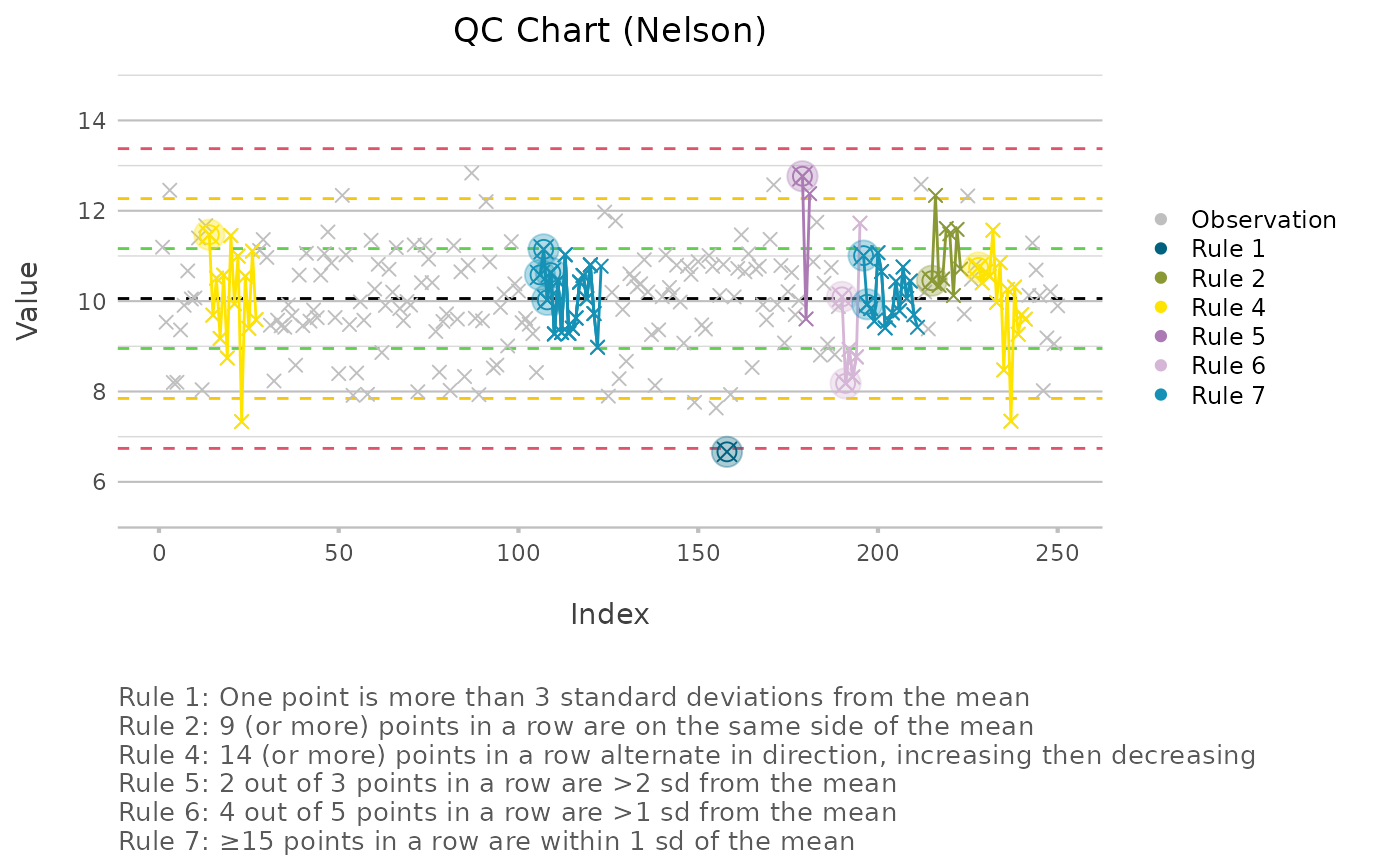 QC Chart (Nelson)
14
12
10
8
6
Value
0 50 100 150 200 250
Index
Observation
Rule 1
Rule 2
Rule 4
Rule 5
Rule 6
Rule 7
Rule 1: One point is more than 3 standard deviations from the mean
Rule 2: 9 (or more) points in a row are on the same side of the mean
Rule 4: 14 (or more) points in a row alternate in direction, increasing then decreasing
Rule 5: 2 out of 3 points in a row are >2 sd from the mean
Rule 6: 4 out of 5 points in a row are >1 sd from the mean
Rule 7: ≥15 points in a row are within 1 sd of the mean